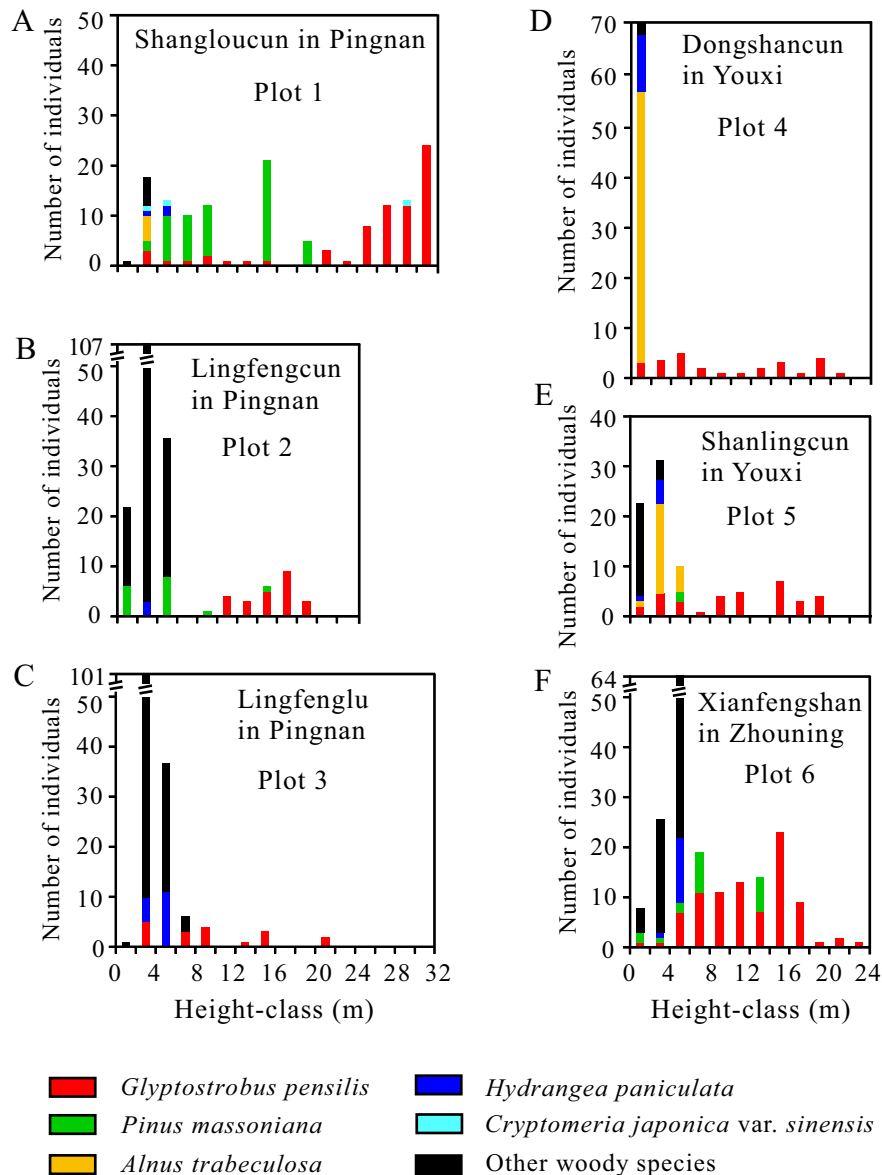 A
Shangloucun in Pingnan
Plot 1
Number of individuals
50
40
30
20
10
0
B
Lingfengcun
in Pingnan
Plot 2
Number of individuals
107
50
40
30
20
10
0
C
Lingfenglu
in Pingnan
Plot 3
Number of individuals
101
50
40
30
20
10
0
0 4 8 12 16 20 24 28 32
Height-class (m)
D
Dongshancun
in Youxi
Plot 4
Number of individuals
70
60
50
40
30
20
10
0
E
Shanlingcun
in Youxi
Plot 5
Number of individuals
40
30
20
10
0
F
Xianfengshan
in Zhouning
Plot 6
Number of individuals
64
50
40
30
20
10
0
0 4 8 12 16 20 24
Height-class (m)
Glyptostrobus pensilis
Pinus massoniana
Alnus trabeculosa
Hydrangea paniculata
Cryptomeria japonica var. sinensis
Other woody species